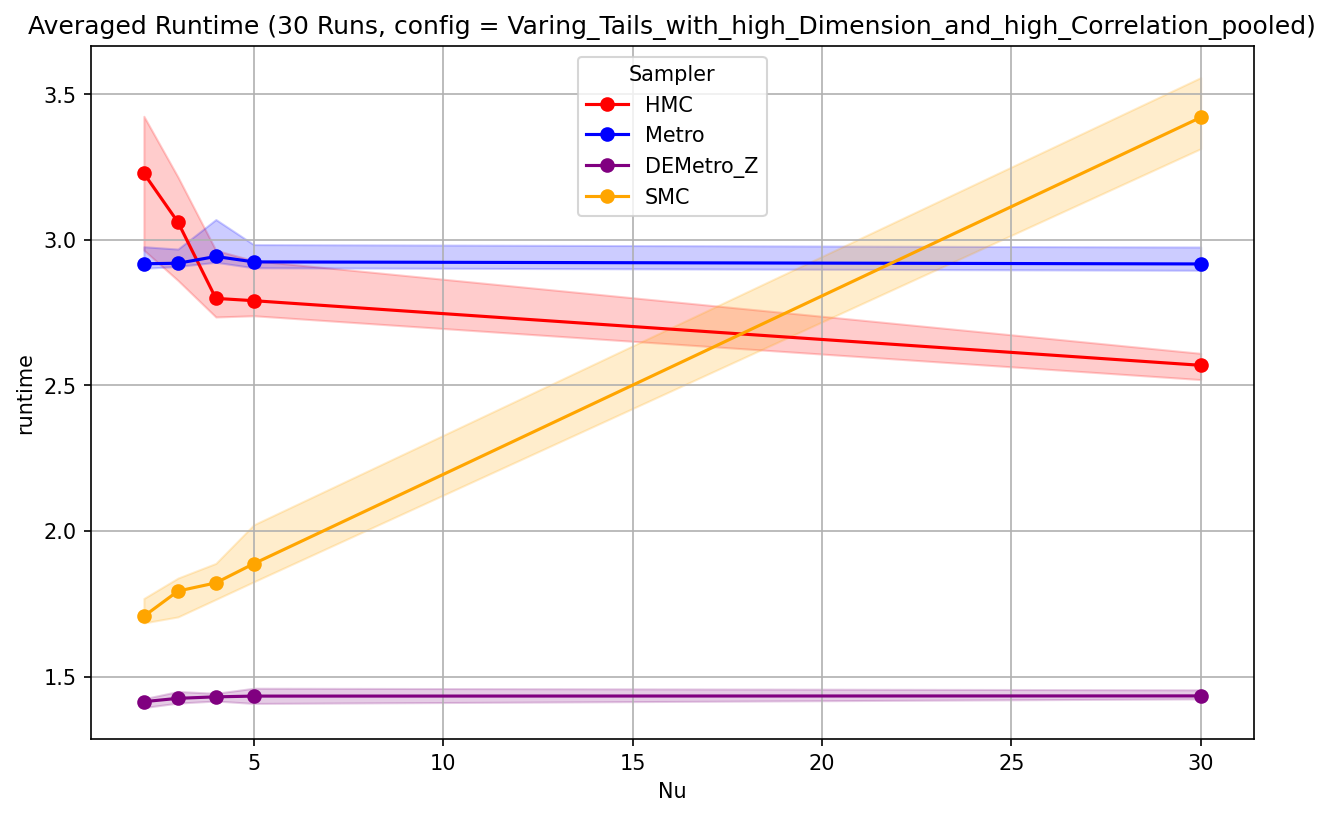 Averaged Runtime (30 Runs, config = Varing_Tails_with_high_Dimension_and_high_Correlation_pooled)
Sampler
HMC
Metro
DEMetro_Z
SMC
3.5
3.0
2.5
2.0
1.5
runtime
5
10
15
20
25
30
Nu